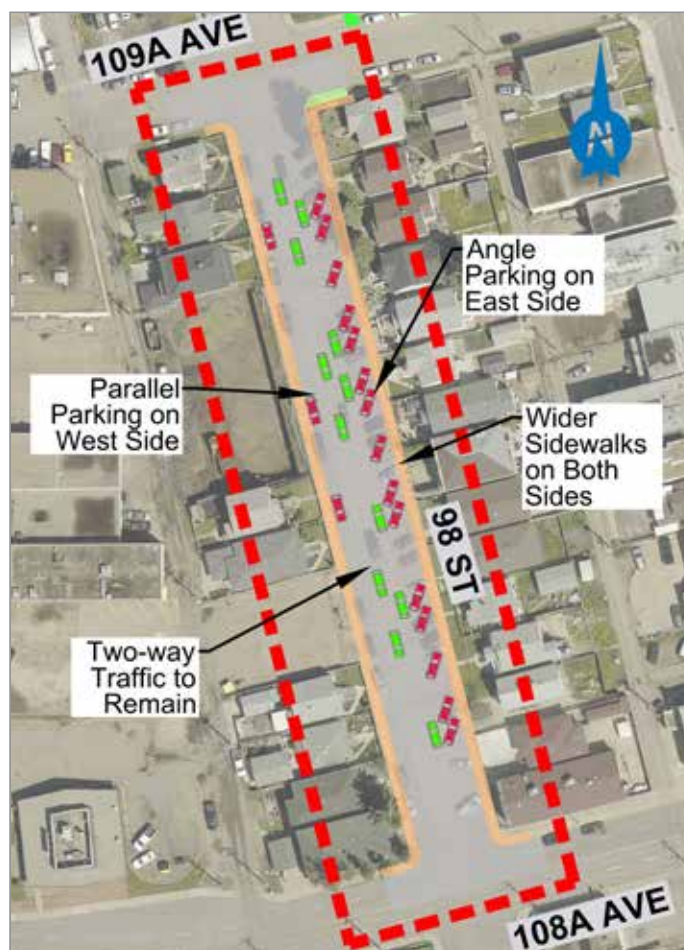 109A AVE
N
Angle
Parking on
East Side
Parallel
Parking on
West Side
Wider
Sidewalks
on Both
Sides
98 ST
Two-way
Traffic to
Remain
108A AVE